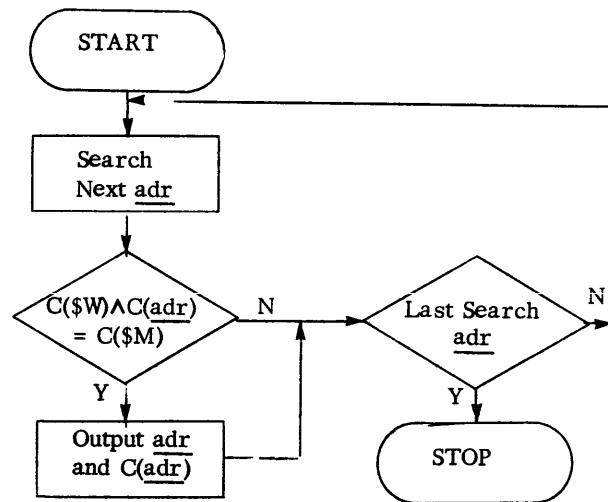 START
Search
Next adr
C($W)∧C(adr)
= C($M)
N
Y
Output adr
and C(adr)
Last Search
adr
N
Y
STOP